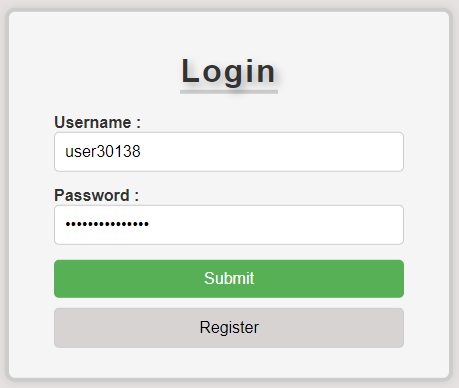 Login
Username :
user30138
Password :
•••••••••••••••
Submit
Register